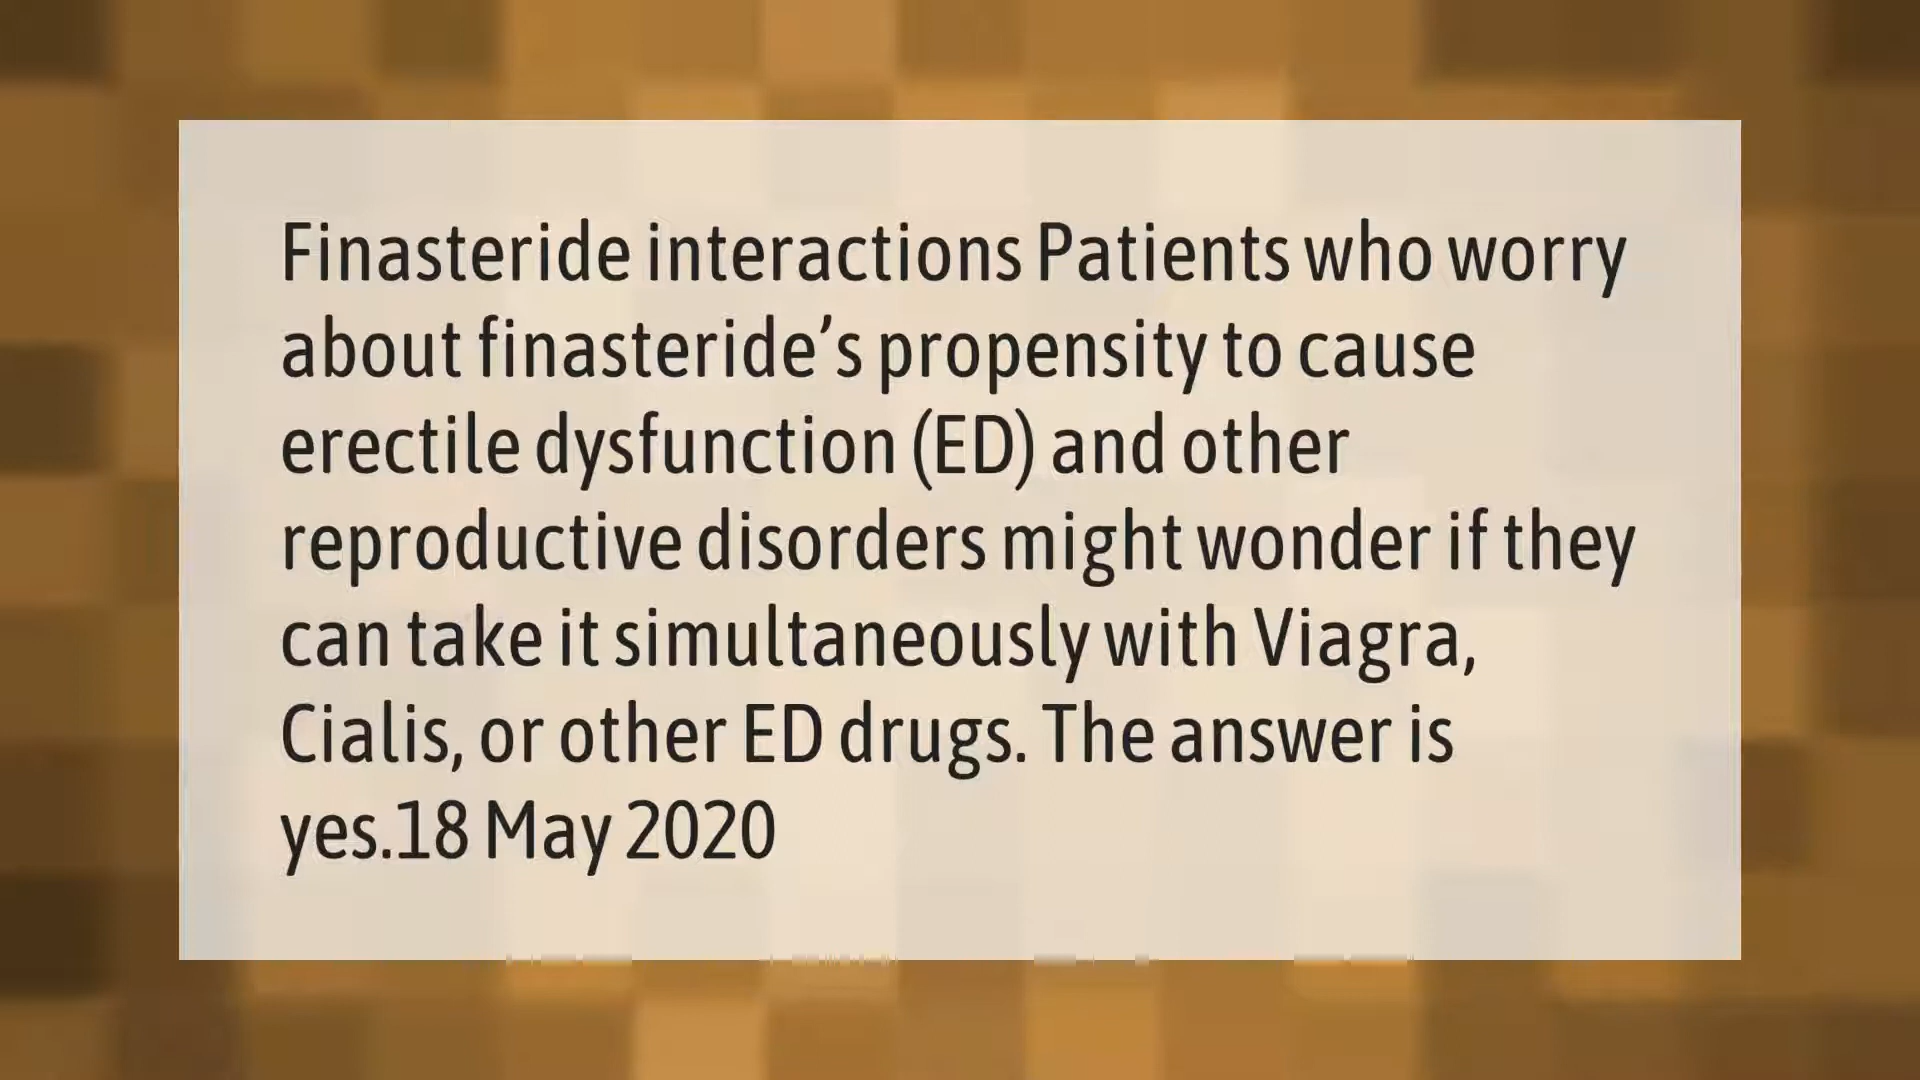 Finasteride interactions Patients who worry
about finasteride’s propensity to cause
erectile dysfunction (ED) and other
reproductive disorders might wonder if they
can take it simultaneously with Viagra,
Cialis, or other ED drugs. The answer is
yes.18 May 2020